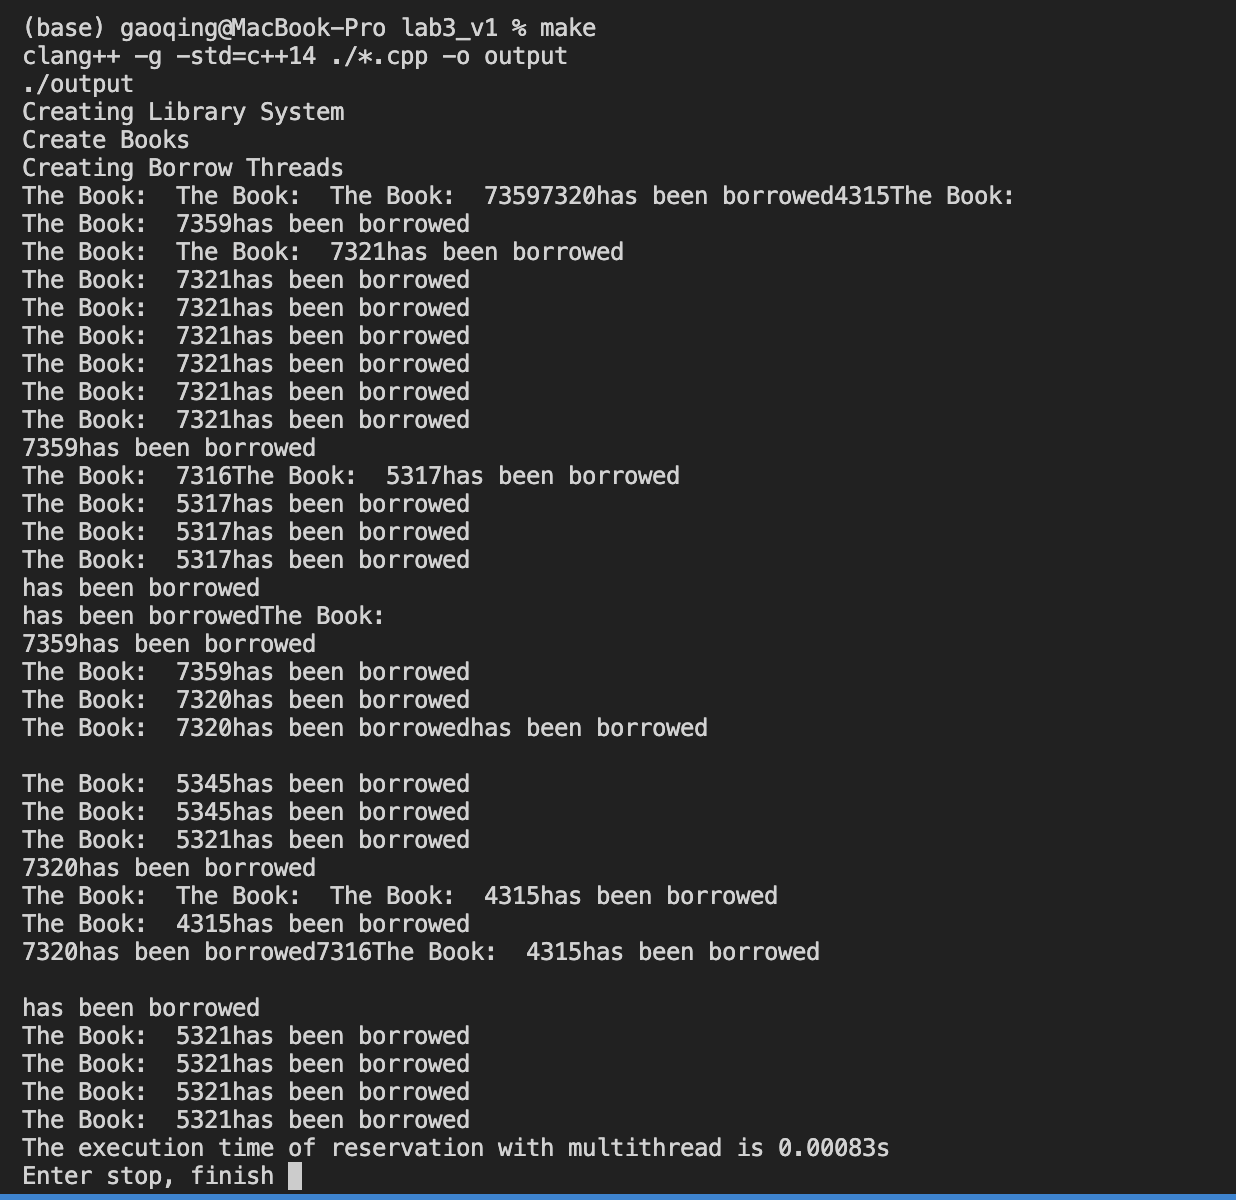 (base) gaoqing@MacBook-Pro lab3_v1 % make
clang++ -g -std=c++14 ./*.cpp -o output
./output
Creating Library System
Create Books
Creating Borrow Threads
The Book:  The Book:  The Book:  73597320has been borrowed4315The Book:
The Book:  7359has been borrowed
The Book:  The Book:  7321has been borrowed
The Book:  7321has been borrowed
The Book:  7321has been borrowed
The Book:  7321has been borrowed
The Book:  7321has been borrowed
The Book:  7321has been borrowed
The Book:  7321has been borrowed
7359has been borrowed
The Book:  7316The Book:  5317has been borrowed
The Book:  5317has been borrowed
The Book:  5317has been borrowed
The Book:  5317has been borrowed
has been borrowed
has been borrowedThe Book:
7359has been borrowed
The Book:  7359has been borrowed
The Book:  7320has been borrowed
The Book:  7320has been borrowedhas been borrowed

The Book:  5345has been borrowed
The Book:  5345has been borrowed
The Book:  5321has been borrowed
7320has been borrowed
The Book:  The Book:  The Book:  4315has been borrowed
The Book:  4315has been borrowed
7320has been borrowed7316The Book:  4315has been borrowed

has been borrowed
The Book:  5321has been borrowed
The Book:  5321has been borrowed
The Book:  5321has been borrowed
The Book:  5321has been borrowed
The execution time of reservation with multithread is 0.00083s
Enter stop, finish